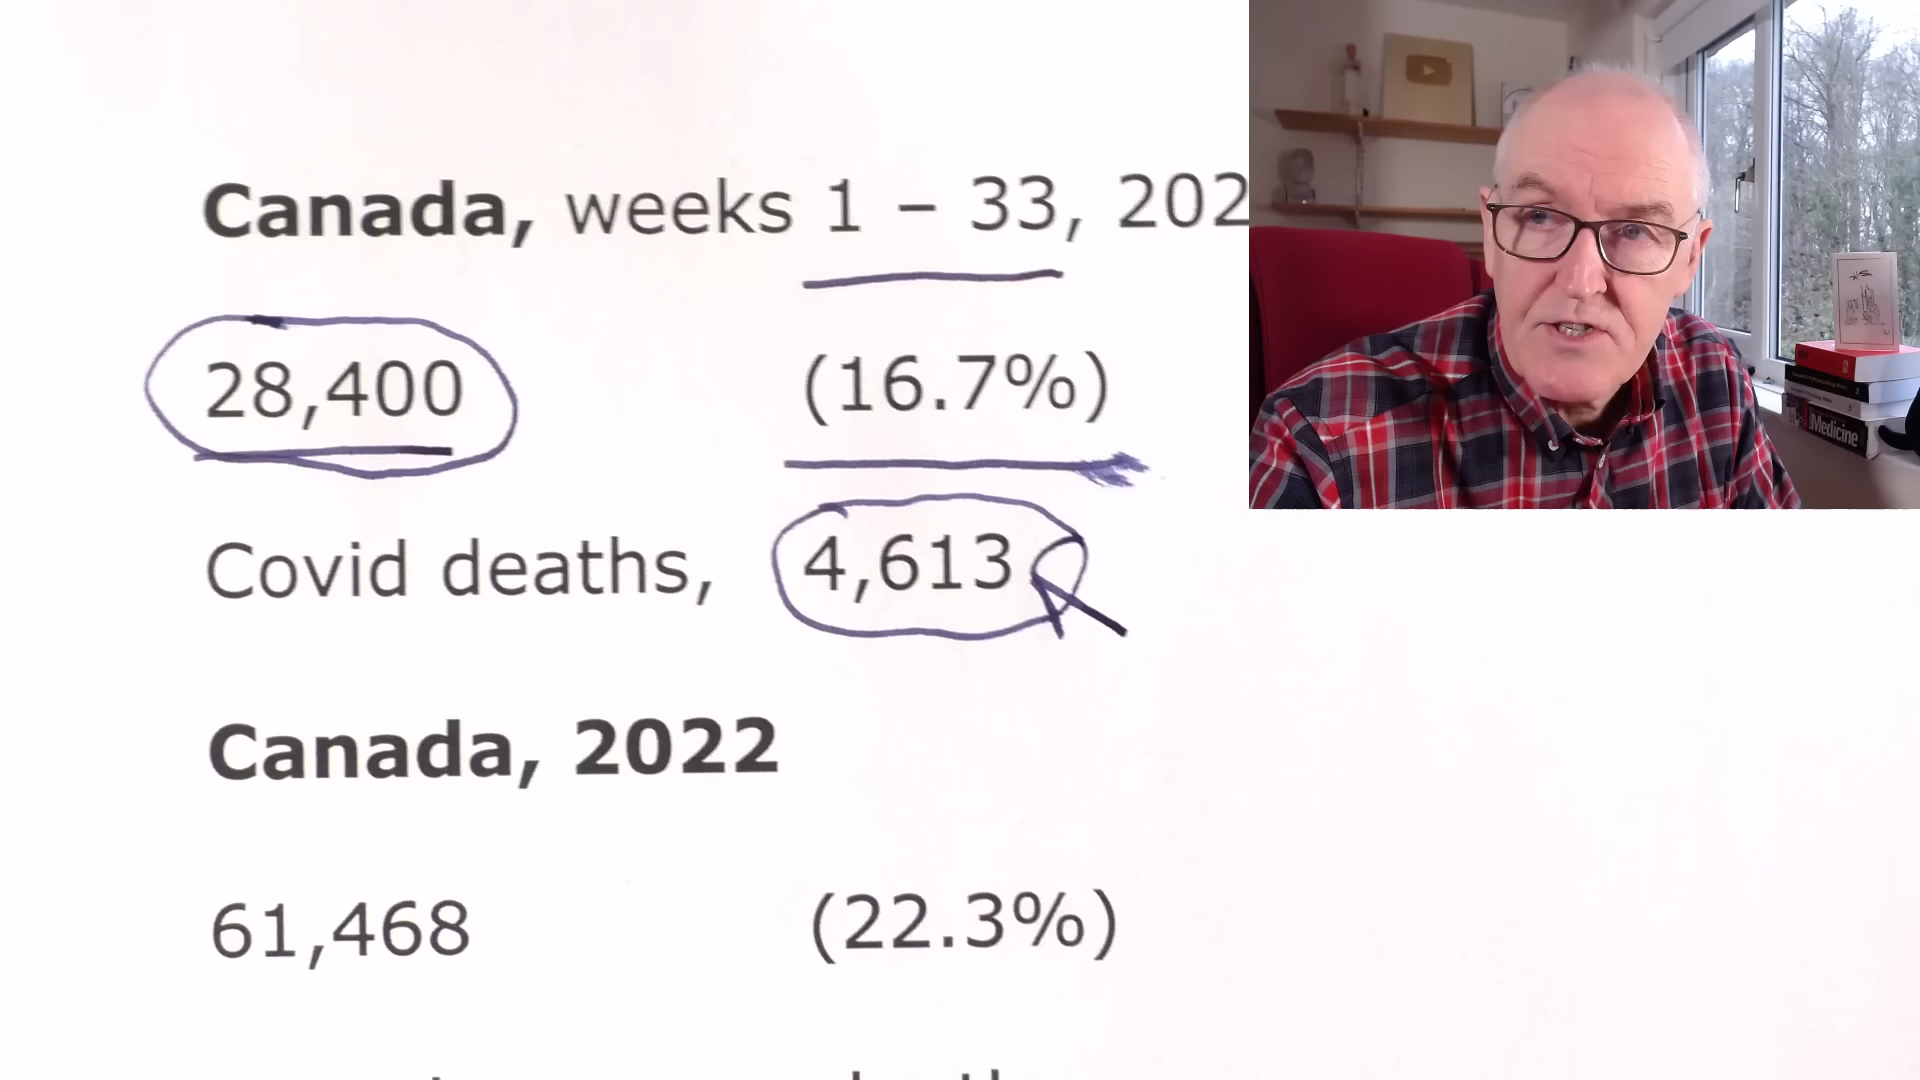 Canada, weeks 1 – 33, 202
28,400 (16.7%)
Covid deaths, 4,613
Canada, 2022
61,468 (22.3%)
Medicine